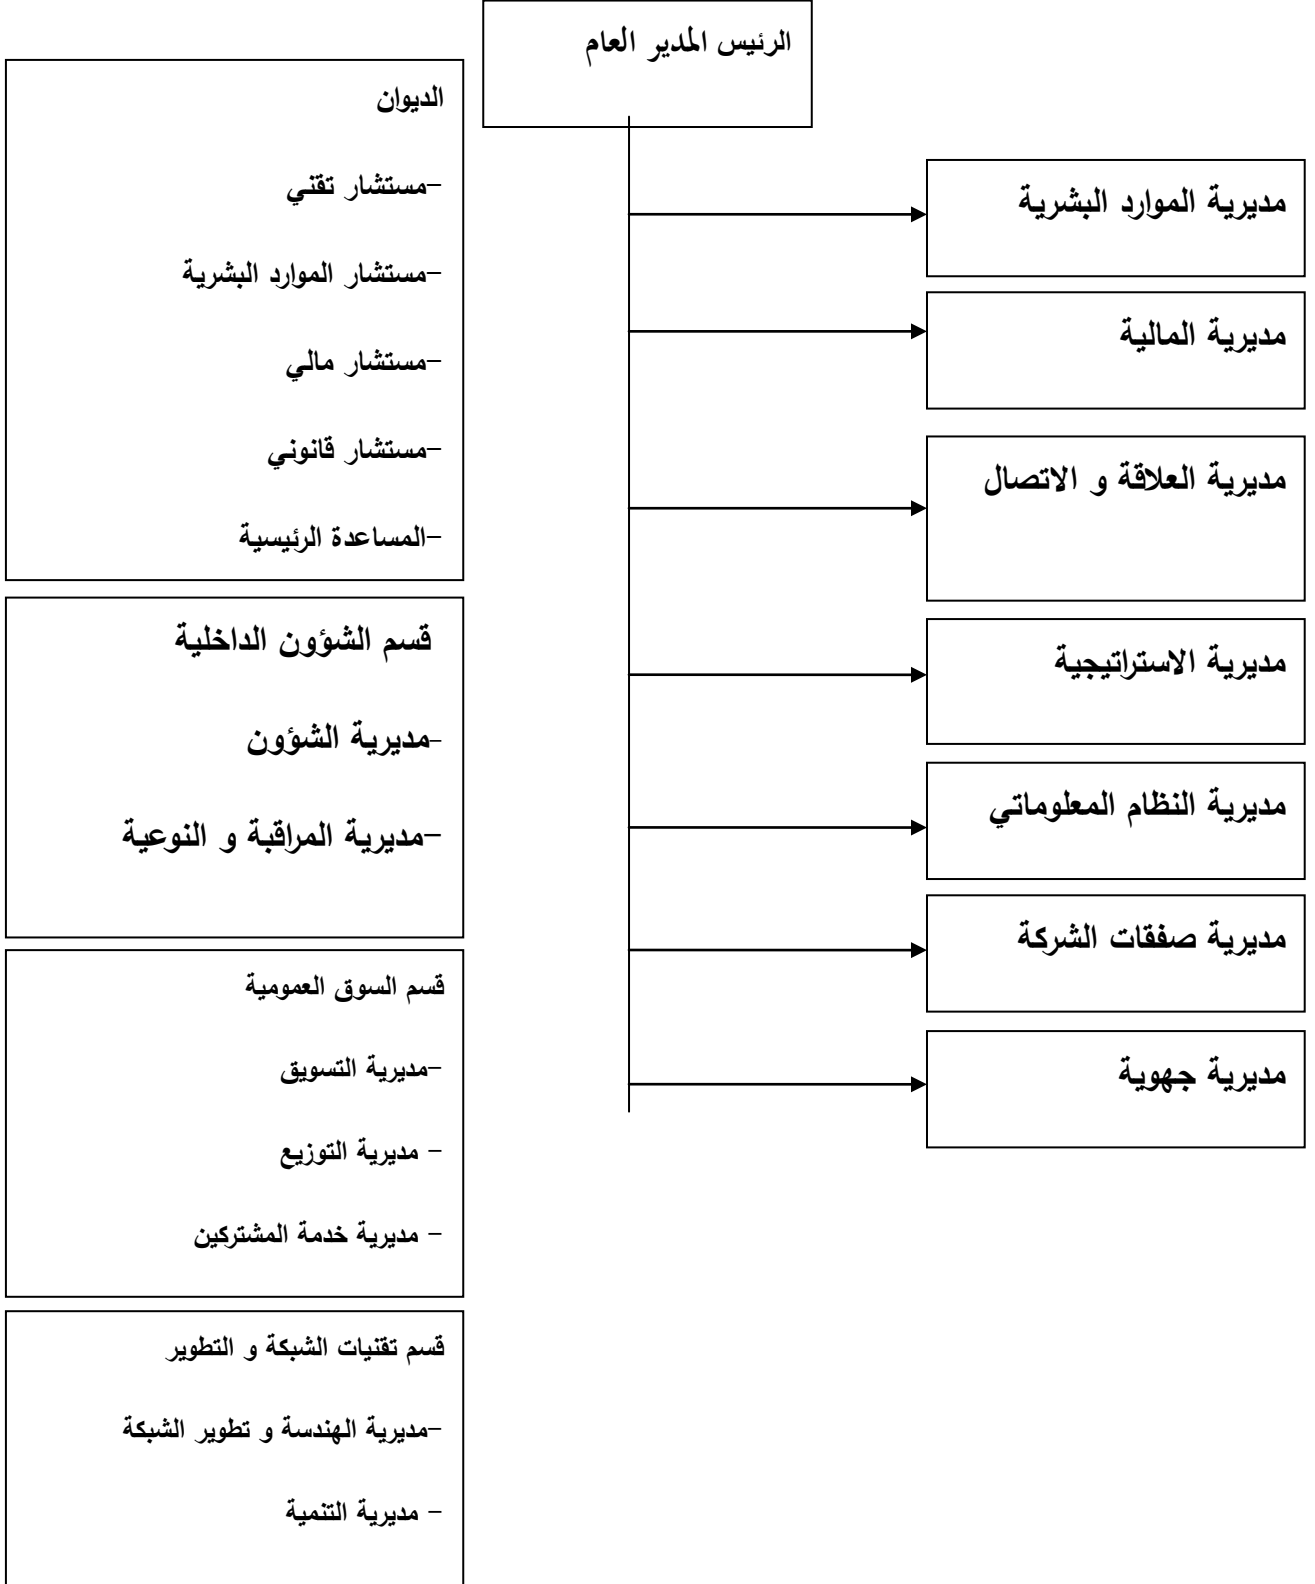 الرئيس المدير العام
الديوان
-مستشار تقني
-مستشار الموارد البشرية
-مستشار مالي
-مستشار قانوني
-المساعدة الرئيسية
قسم الشؤون الداخلية
-مديرية الشؤون
-مديرية المراقبة و النوعية
قسم السوق العمومية
-مديرية التسويق
- مديرية التوزيع
- مديرية خدمة المشتركين
قسم تقنيات الشبكة و التطوير
-مديرية الهندسة و تطوير الشبكة
- مديرية التنمية
مديرية الموارد البشرية
مديرية المالية
مديرية العلاقة و الاتصال
مديرية الاستراتيجية
مديرية النظام المعلوماتي
مديرية صفقات الشركة
مديرية جهوية